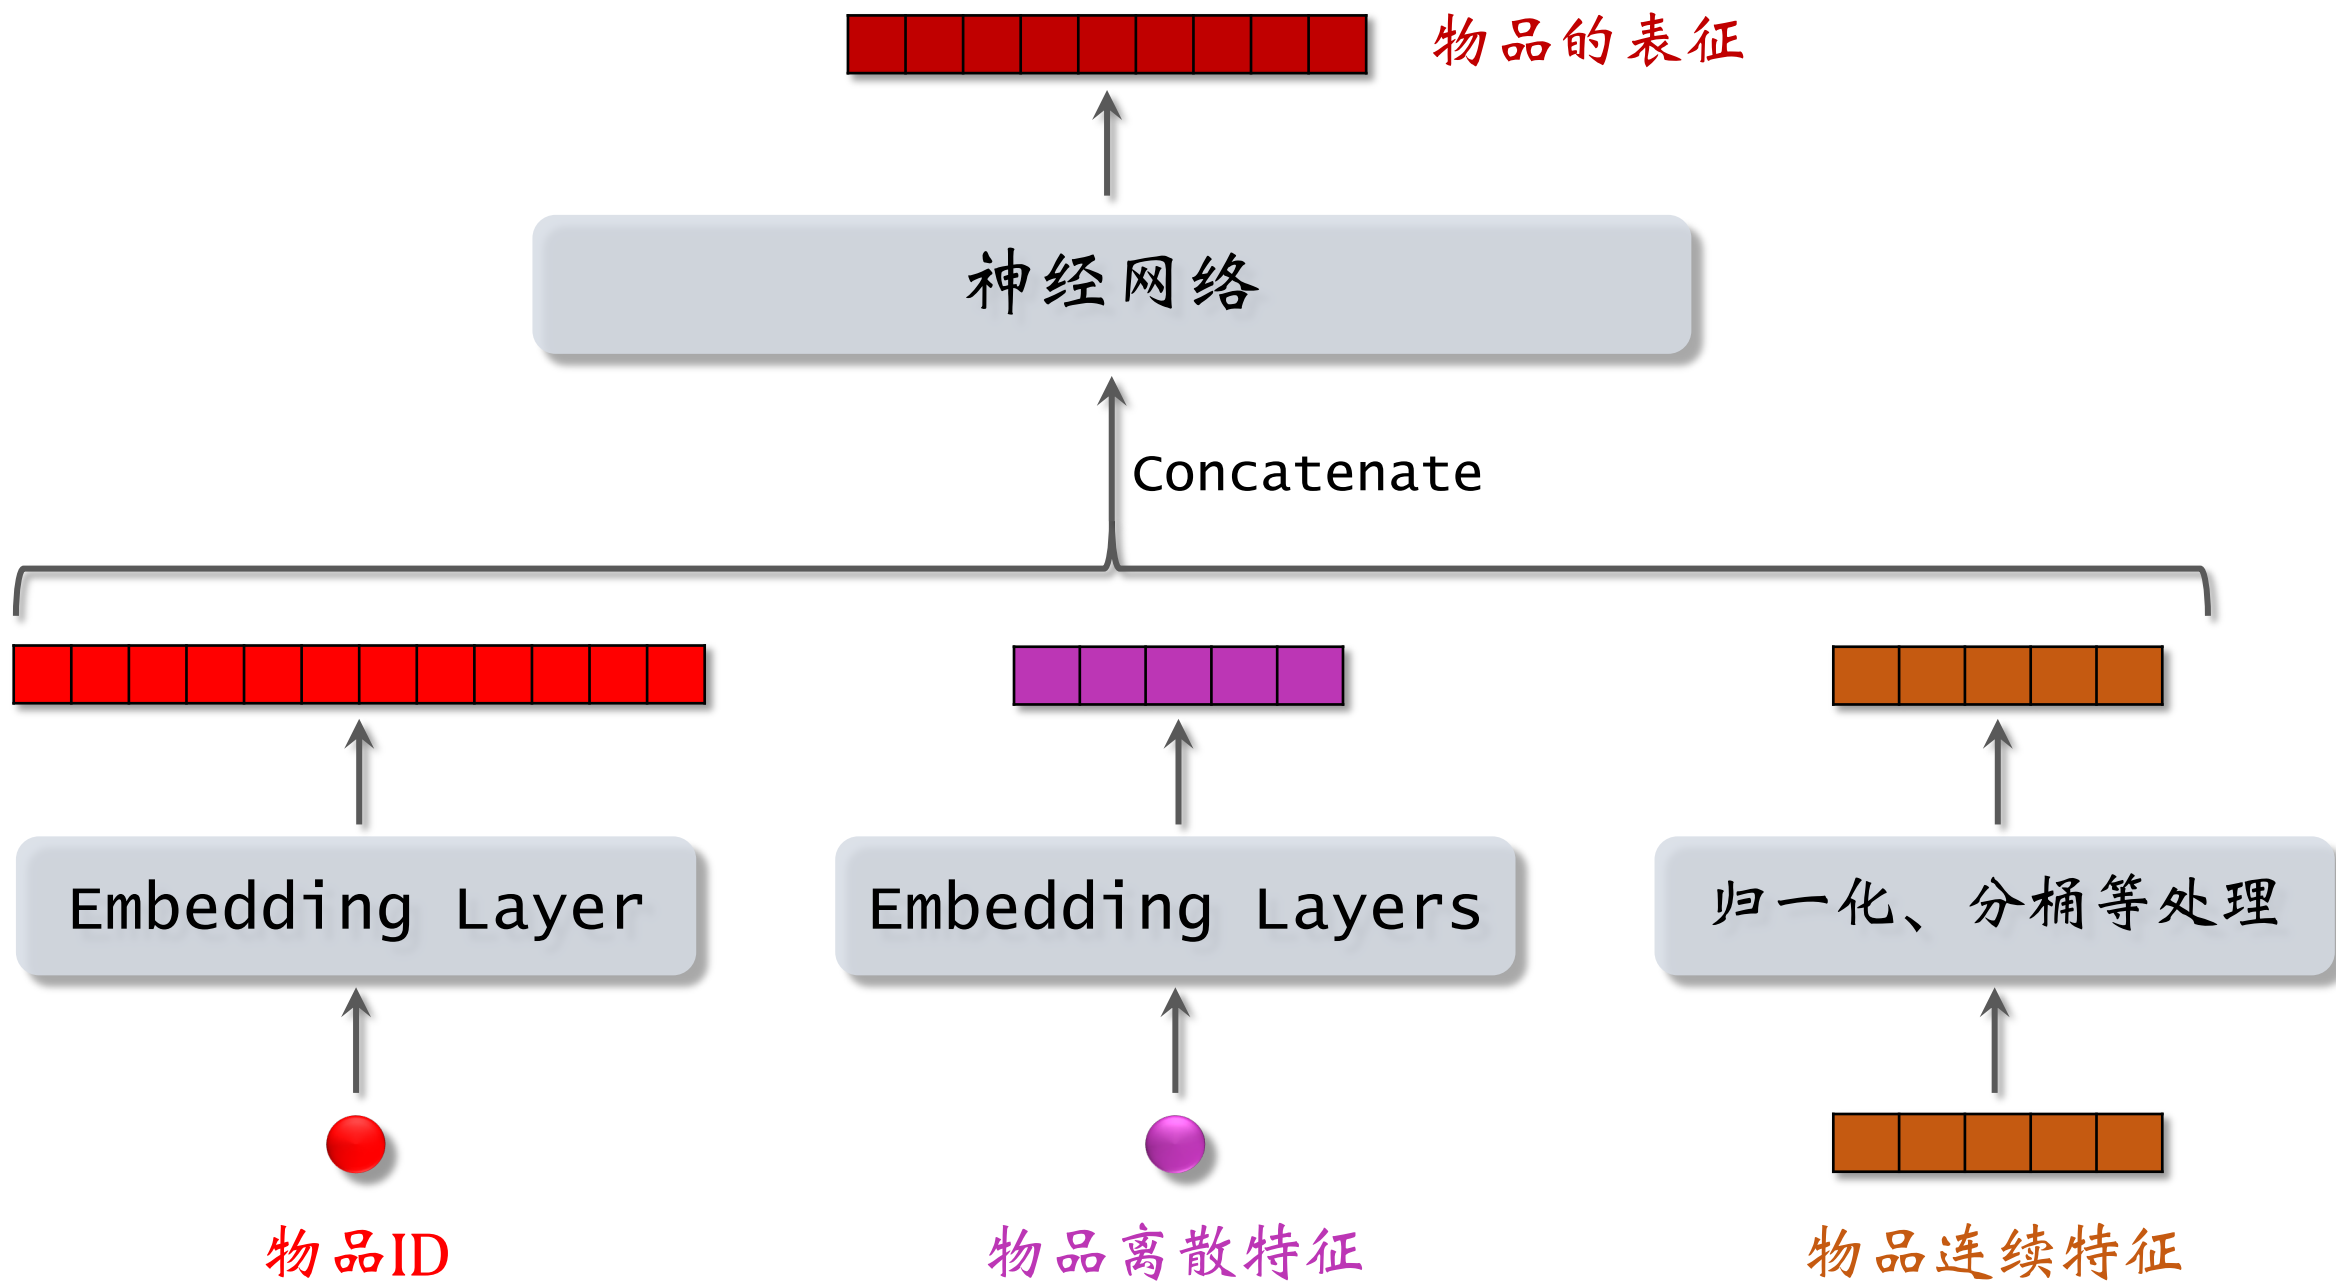 物品的表征
神经网络
Concatenate
Embedding Layer
Embedding Layers
归一化、分桶等处理
物品ID
物品离散特征
物品连续特征